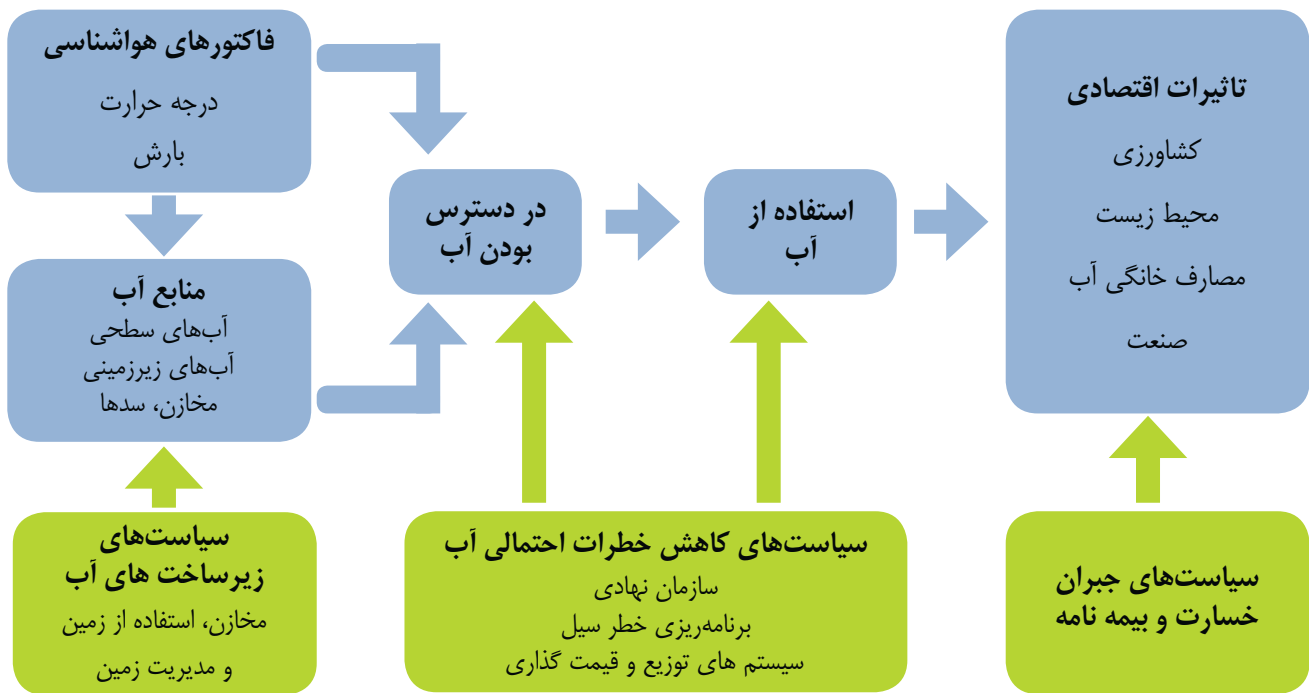 فاکتورهای هواشناسی
درجه حرارت
بارش
منابع آب
آب‌های سطحی
آب‌های زیرزمینی
مخازن، سدها
در دسترس
بودن آب
استفاده از
آب
تاثیرات اقتصادی
کشاورزی
محیط زیست
مصارف خانگی آب
صنعت
سیاست‌های
زیرساخت های آب
مخازن، استفاده از زمین
و مدیریت زمین
سیاست‌های کاهش خطرات احتمالی آب
سازمان نهادی
برنامه‌ریزی خطر سیل
سیستم های توزیع و قیمت گذاری
سیاست‌های جبران
خسارت و بیمه نامه